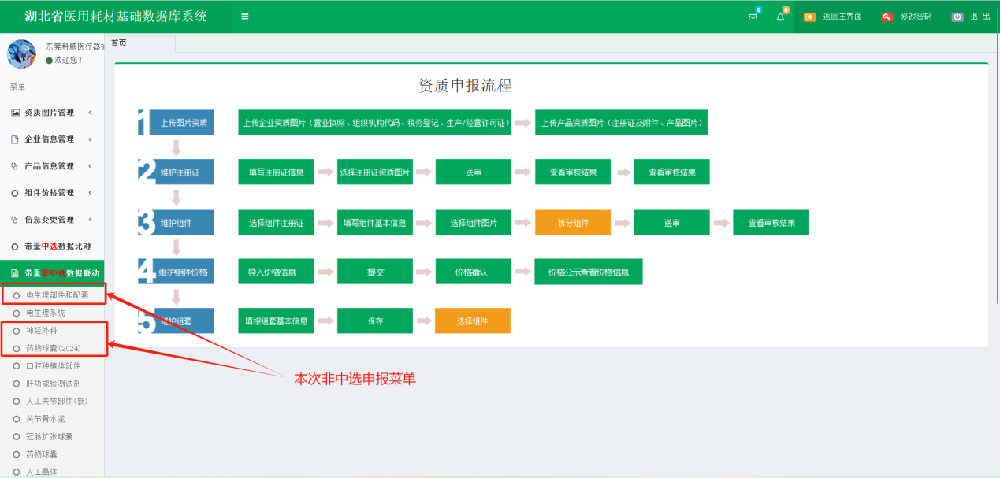 湖北省医用耗材基础数据库系统
0
6
返回主界面
修改密码
退 出
东莞科威医疗器械
欢迎您!
首页
菜单
资质图片管理
企业信息管理
产品信息管理
组件价格管理
信息变更管理
带量中选数据比对
带量非中选数据联动
电生理部件和配套
电生理系统
神经外科
药物球囊(2024)
口腔种植体部件
肝功能检测试剂
人工关节部件(新)
关节骨水泥
冠脉扩张球囊
药物球囊
人工晶体
资质申报流程
1 上传图片资质
上传企业资质图片（营业执照、组织机构代码、税务登记、生产/经营许可证）
上传产品资质图片（注册证及附件、产品图片）
2 维护注册证
填写注册证信息
选择注册证资质图片
送审
查看审核结果
查看审核结果
3 维护组件
选择组件注册证
填写组件基本信息
选择组件图片
拆分组件
送审
查看审核结果
4 维护组件价格
导入价格信息
提交
价格确认
价格公示查看价格信息
5 维护组套
填报组套基本信息
保存
选择组件
本次非中选申报菜单